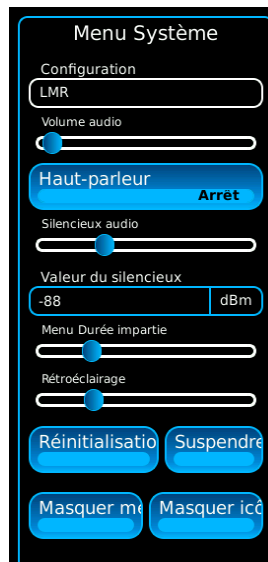 Menu Système
Configuration
LMR
Volume audio
Haut-parleur
Arrêt
Silencieux audio
Valeur du silencieux
-88 dBm
Menu Durée impartie
Rétroéclairage
Réinitialisatio Suspendre
Masquer me Masquer icô